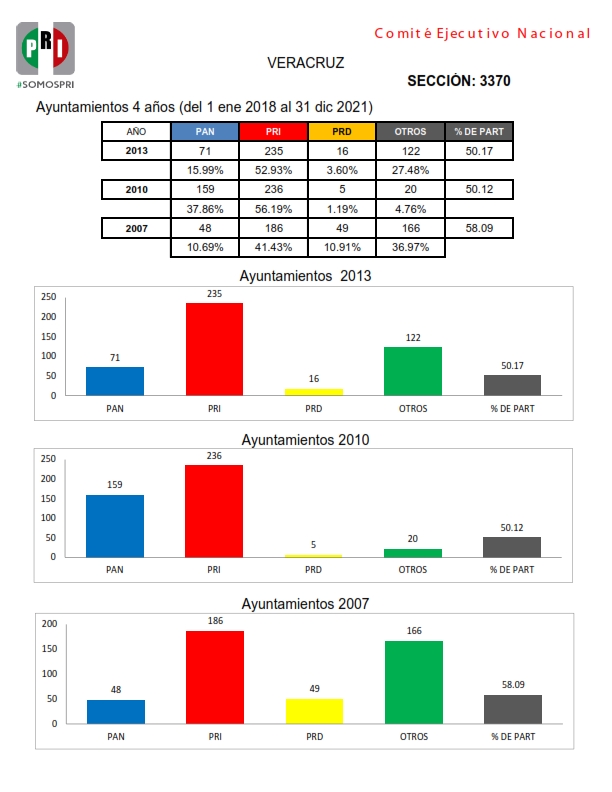 Comité Ejecutivo Nacional
PRI
#SOMOSPRI
VERACRUZ
SECCIÓN: 3370
Ayuntamientos 4 años (del 1 ene 2018 al 31 dic 2021)
AÑO PAN PRI PRD OTROS % DE PART
2013 71 235 16 122 50.17
15.99% 52.93% 3.60% 27.48%
2010 159 236 5 20 50.12
37.86% 56.19% 1.19% 4.76%
2007 48 186 49 166 58.09
10.69% 41.43% 10.91% 36.97%
Ayuntamientos 2013
250
200
150
100
50
0
71 235 16 122 50.17
PAN PRI PRD OTROS % DE PART
Ayuntamientos 2010
250
200
150
100
50
0
159 236 5 20 50.12
PAN PRI PRD OTROS % DE PART
Ayuntamientos 2007
200
150
100
50
0
48 186 49 166 58.09
PAN PRI PRD OTROS % DE PART